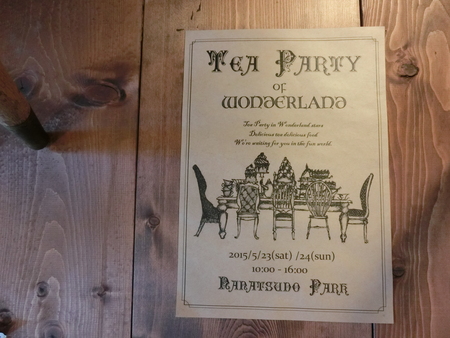 Tea Party
of
Wonderland
Tea Party in Wonderland stars
Delicious tea delicious food
We're waiting for you in the fun world.
2015/5/23(sat) /24(sun)
10:00 - 16:00
Nanatsudo Park